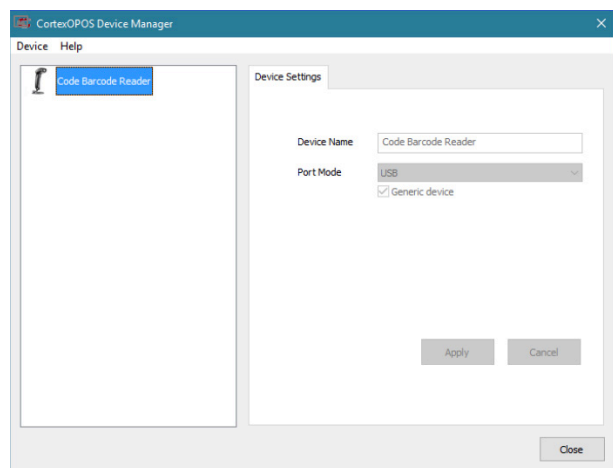 CortexOPOS Device Manager
Device Help
Code Barcode Reader
Device Settings
Device Name Code Barcode Reader
Port Mode USB
Generic device
Apply Cancel
Close